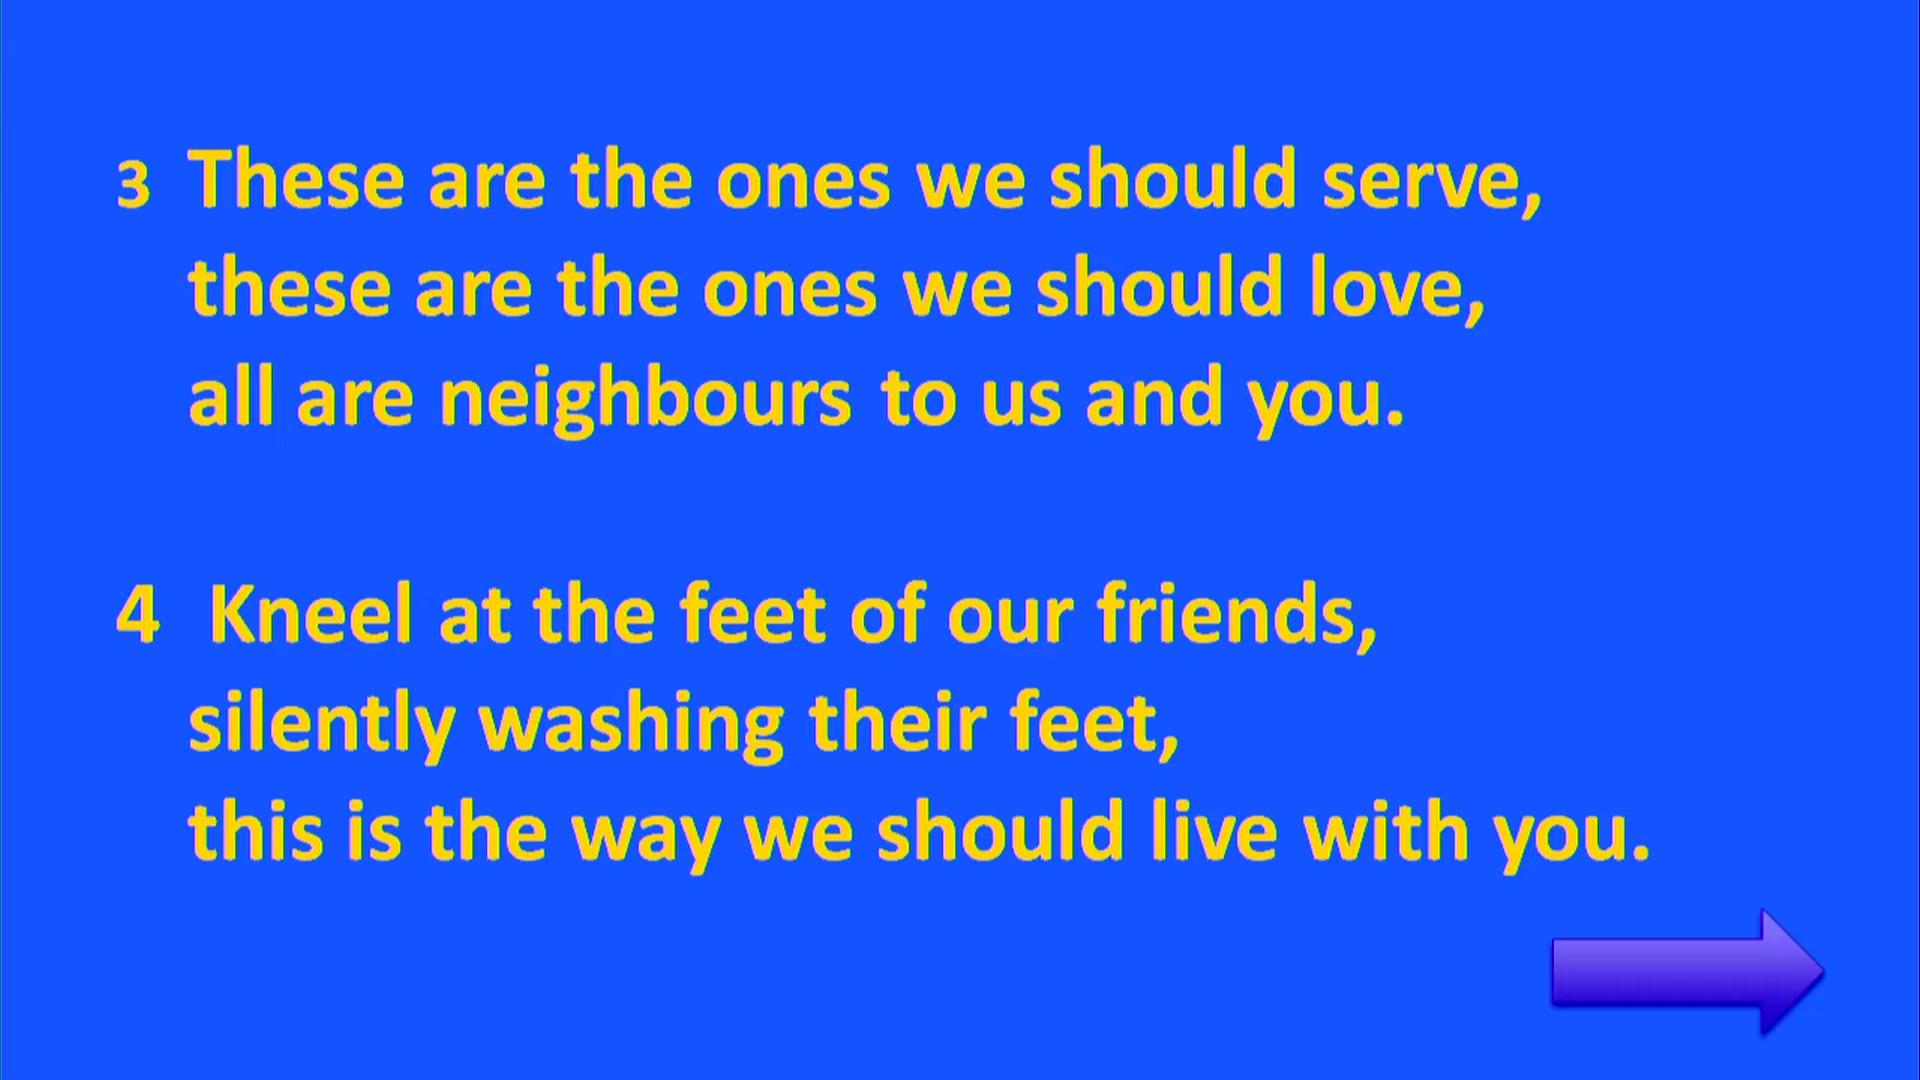 3 These are the ones we should serve,
these are the ones we should love,
all are neighbours to us and you.
4 Kneel at the feet of our friends,
silently washing their feet,
this is the way we should live with you.